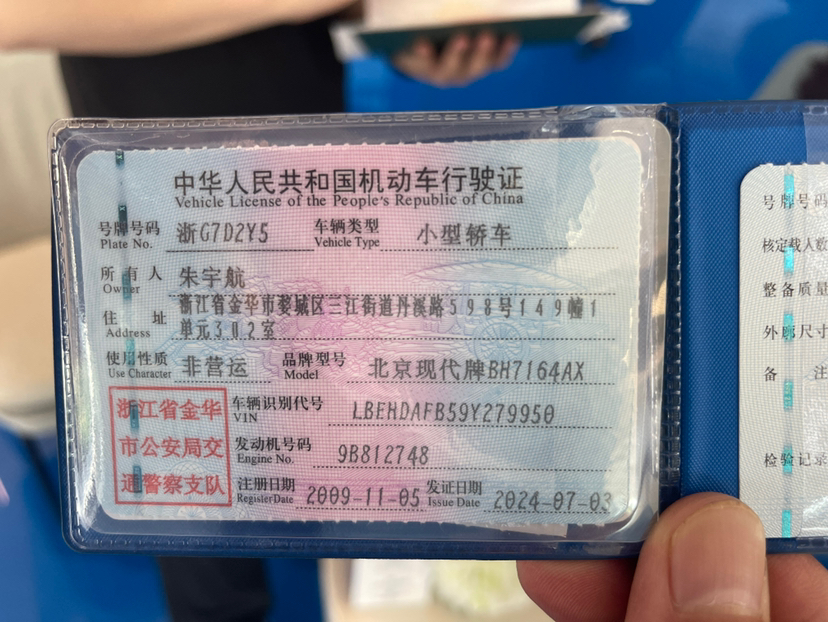 中华人民共和国机动车行驶证
Vehicle License of the People's Republic of China
号牌号码 浙G7D2Y5 车辆类型 小型轿车
Plate No. Vehicle Type
所有人 朱宇航
Owner
住址 浙江省金华市婺城区三江街道丹溪路598号149幢1
Address 单元302室
使用性质 非营运 品牌型号 北京现代牌BH7164AX
Use Character Model
浙江省金华
市公安局交
通警察支队
车辆识别代号 LBEHDAFB59Y279950
VIN
发动机号码 9B812748
Engine No.
注册日期 2009-11-05 发证日期 2024-07-03
Register Date Issue Date
号牌号码
核定载人数
整备质量
外廓尺寸
备 注
检验记录